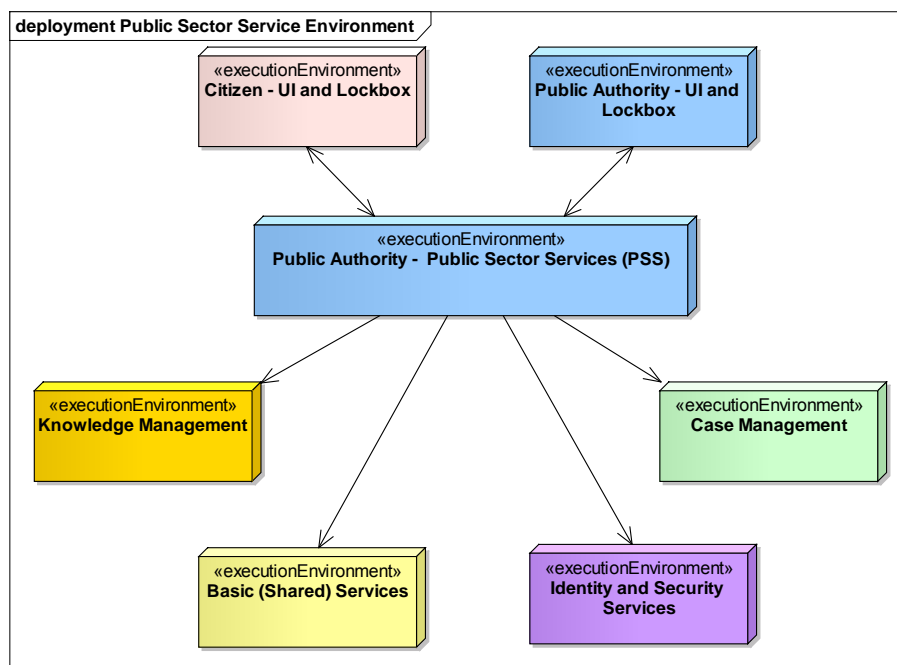 deployment Public Sector Service Environment
«executionEnvironment»
Citizen - UI and Lockbox
«executionEnvironment»
Public Authority - UI and
Lockbox
«executionEnvironment»
Public Authority - Public Sector Services (PSS)
«executionEnvironment»
Knowledge Management
«executionEnvironment»
Case Management
«executionEnvironment»
Basic (Shared) Services
«executionEnvironment»
Identity and Security
Services